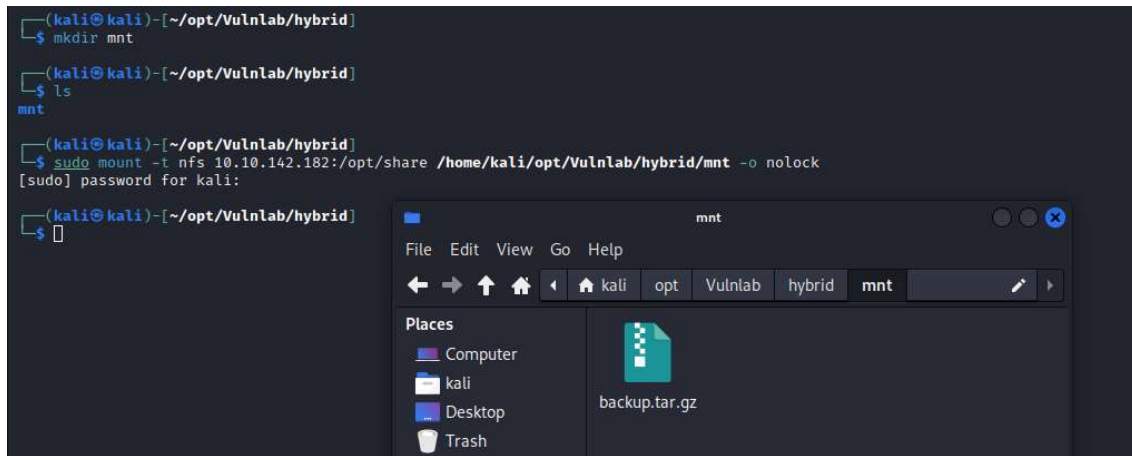 ┌──(kali㉿kali)-[~/opt/Vulnlab/hybrid]
└─$ mkdir mnt
┌──(kali㉿kali)-[~/opt/Vulnlab/hybrid]
└─$ ls
mnt
┌──(kali㉿kali)-[~/opt/Vulnlab/hybrid]
└─$ sudo mount -t nfs 10.10.142.182:/opt/share /home/kali/opt/Vulnlab/hybrid/mnt -o nolock
[sudo] password for kali:
┌──(kali㉿kali)-[~/opt/Vulnlab/hybrid]
└─$
mnt
File Edit View Go Help
kali opt Vulnlab hybrid mnt
Places
Computer
kali
Desktop
Trash
backup.tar.gz